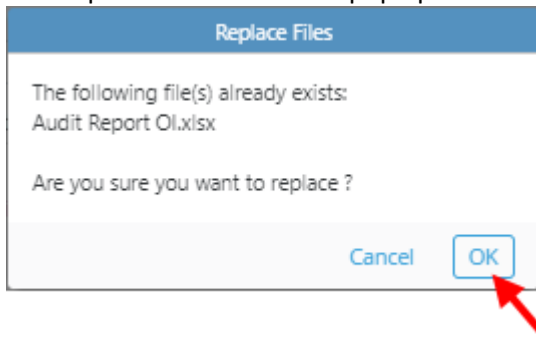 Replace Files
The following file(s) already exists:
Audit Report OI.xlsx
Are you sure you want to replace ?
Cancel
OK